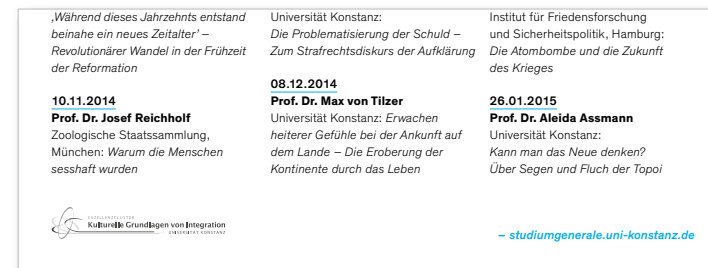 ‚Während dieses Jahrzehnts entstand
beinahe ein neues Zeitalter’ –
Revolutionärer Wandel in der Frühzeit
der Reformation
10.11.2014
Prof. Dr. Josef Reichholf
Zoologische Staatssammlung,
München: Warum die Menschen
sesshaft wurden
Universität Konstanz:
Die Problematisierung der Schuld –
Zum Strafrechtsdiskurs der Aufklärung
08.12.2014
Prof. Dr. Max von Tilzer
Universität Konstanz: Erwachen
heiterer Gefühle bei der Ankunft auf
dem Lande – Die Eroberung der
Kontinente durch das Leben
Institut für Friedensforschung
und Sicherheitspolitik, Hamburg:
Die Atombombe und die Zukunft
des Krieges
26.01.2015
Prof. Dr. Aleida Assmann
Universität Konstanz:
Kann man das Neue denken?
Über Segen und Fluch der Topoi
EXZELLENZCLUSTER
Kulturelle Grundlagen von Integration
UNIVERSITÄT KONSTANZ
– studiumgenerale.uni-konstanz.de